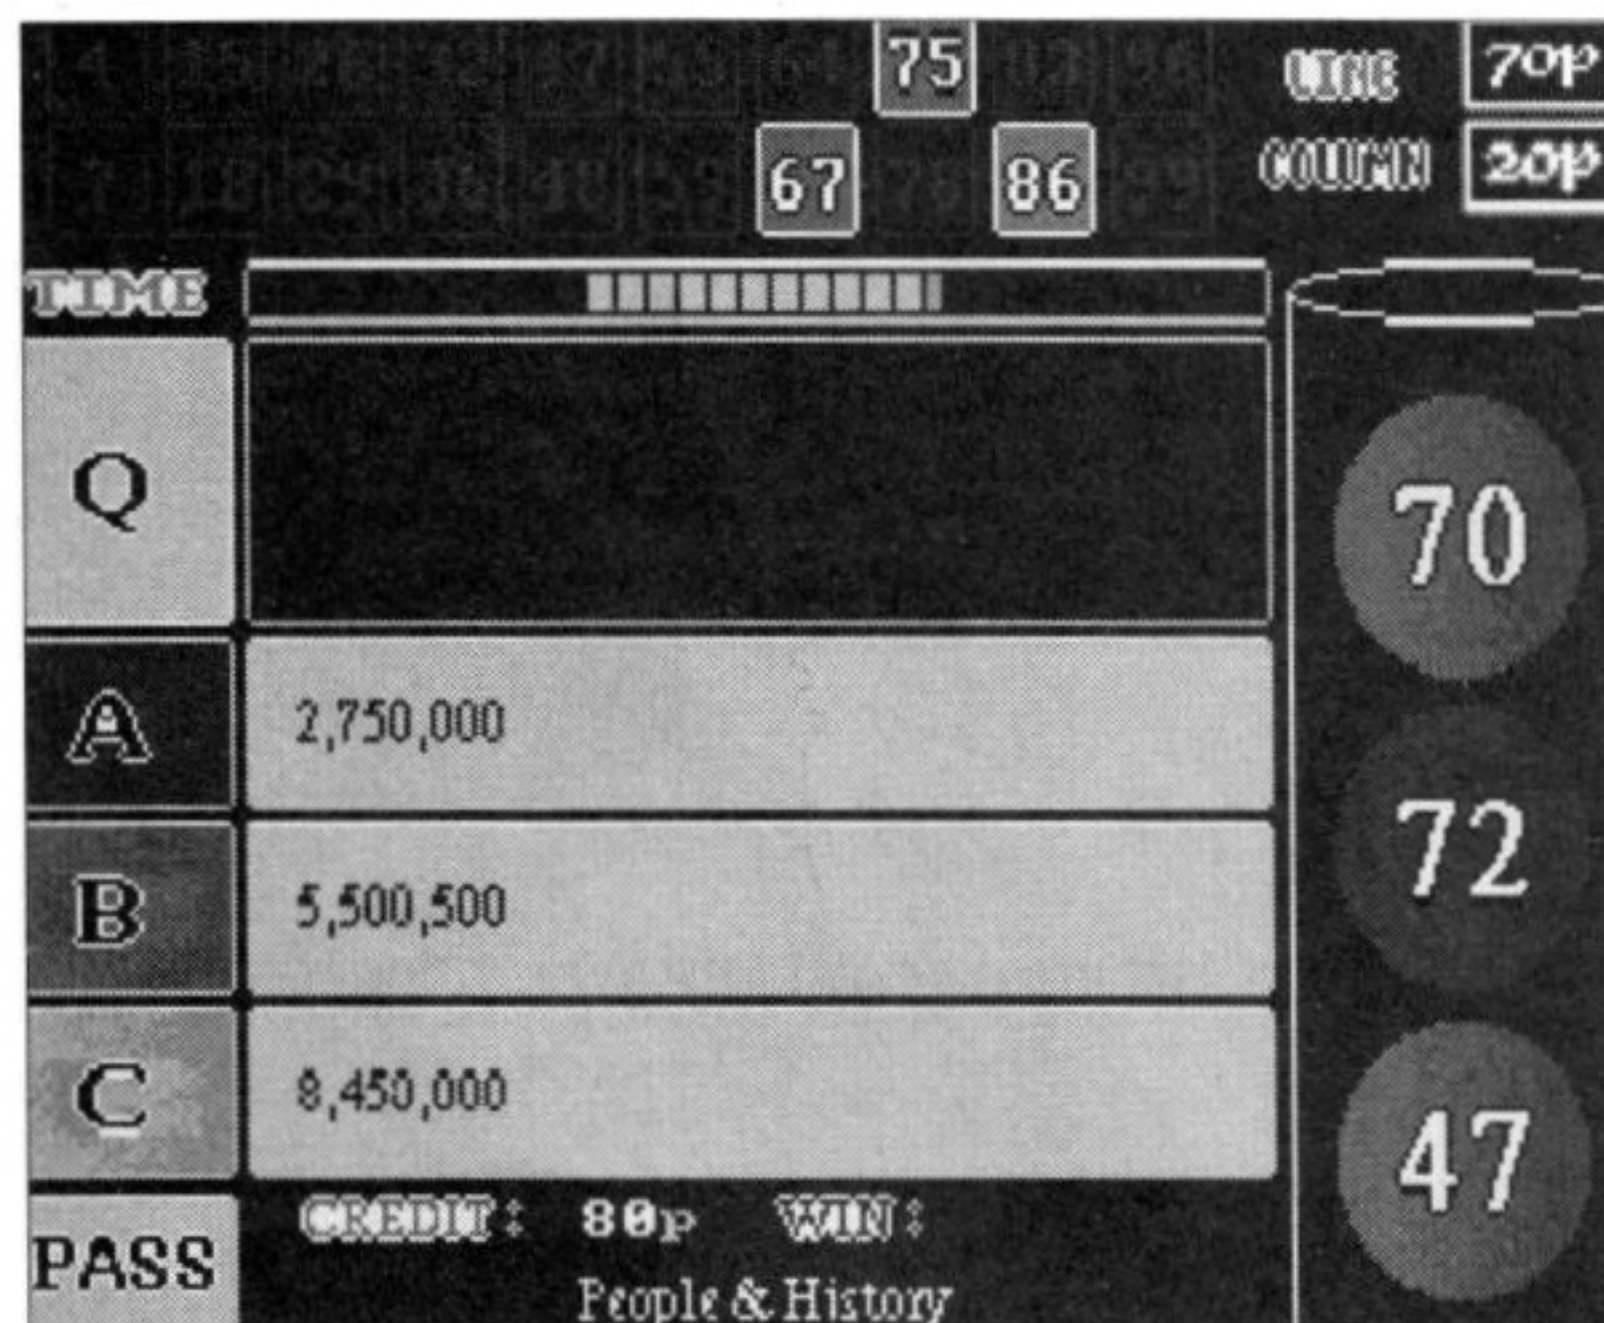 75 LINE 70p
67 86 COLUMN 20p
TIME
Q
70
A 2,750,000
72
B 5,500,500
C 8,450,000
47
CREDIT: 80p WIN:
PASS
People & History